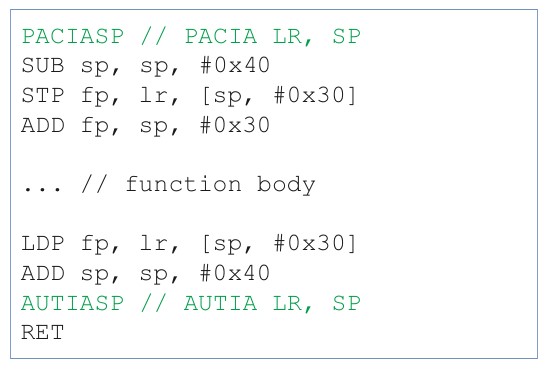 PACIASP // PACIA LR, SP
SUB sp, sp, #0x40
STP fp, lr, [sp, #0x30]
ADD fp, sp, #0x30
... // function body
LDP fp, lr, [sp, #0x30]
ADD sp, sp, #0x40
AUTIASP // AUTIA LR, SP
RET